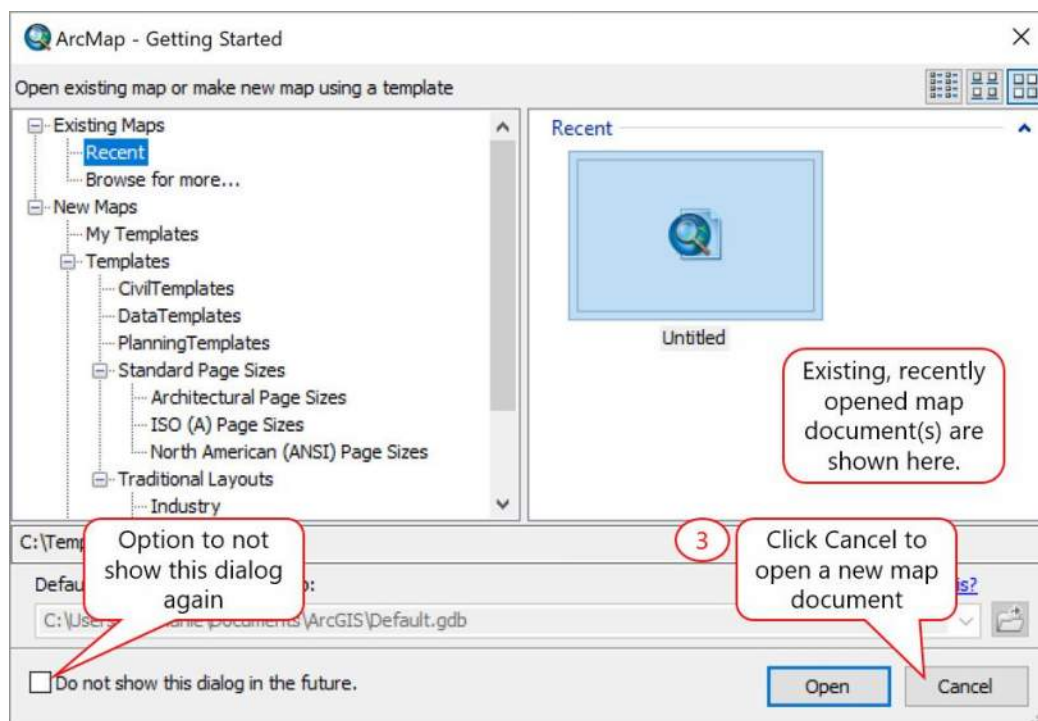 ArcMap - Getting Started
Open existing map or make new map using a template
Existing Maps
Recent
Browse for more...
New Maps
My Templates
Templates
CivilTemplates
DataTemplates
PlanningTemplates
Standard Page Sizes
Architectural Page Sizes
ISO (A) Page Sizes
North American (ANSI) Page Sizes
Traditional Layouts
Industry
Recent
Untitled
Existing, recently
opened map
document(s) are
shown here.
C:\Temp
Option to not
show this dialog
again
3
Click Cancel to
open a new map
document
C:\Users Documents\ArcGIS\Default.gdb
Do not show this dialog in the future.
Open
Cancel